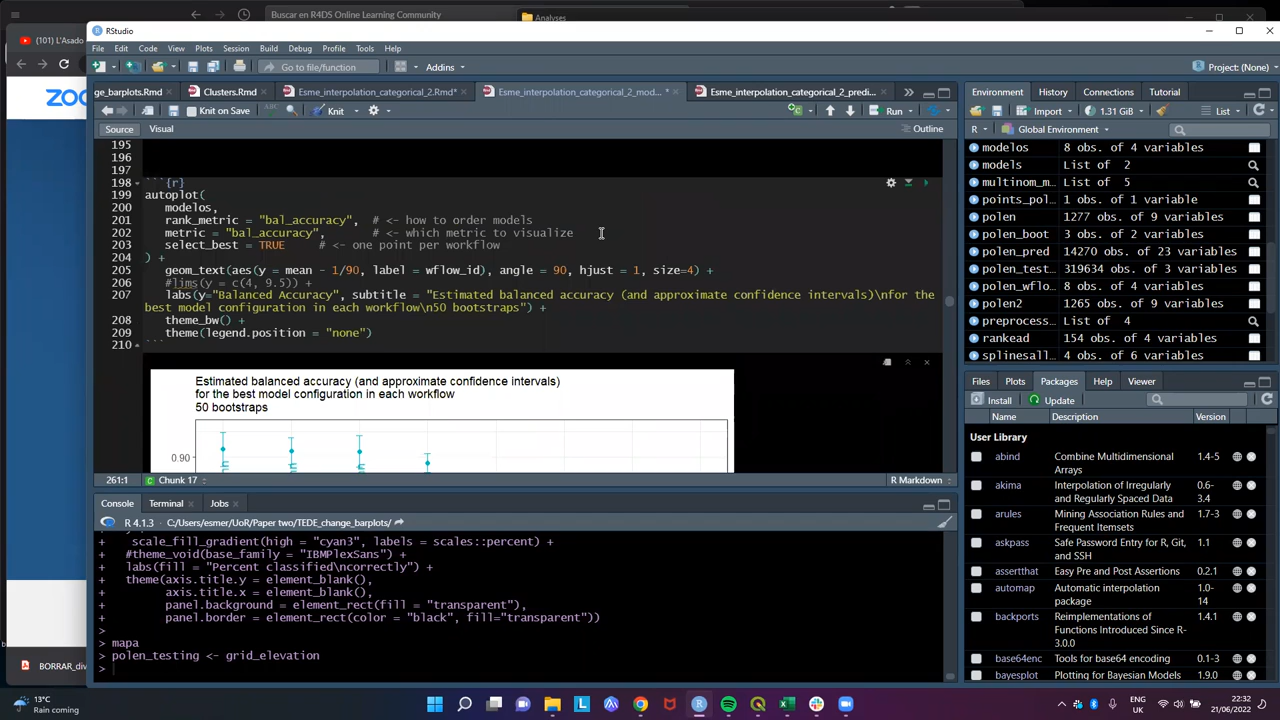 Buscar en R4DS Online Learning Community
Analyses
(101) L'Asado
RStudio
File Edit Code View Plots Session Build Debug Profile Tools Help
Go to file/function
Addins
Project: (None)
ge_barplots.Rmd
Clusters.Rmd
Esme_interpolation_categorical_2.Rmd*
Esme_interpolation_categorical_2_mod... *
Esme_interpolation_categorical_2_predi...
Knit on Save
Knit
Run
Source
Visual
Outline
195
196
197
198 ```{r}
199 autoplot(
200 modelos,
201 rank_metric = "bal_accuracy", # <- how to order models
202 metric = "bal_accuracy", # <- which metric to visualize
203 select_best = TRUE # <- one point per workflow
204 ) +
205 geom_text(aes(y = mean - 1/90, label = wflow_id), angle = 90, hjust = 1, size=4) +
206 #lims(y = c(4, 9.5)) +
207 labs(y="Balanced Accuracy", subtitle = "Estimated balanced accuracy (and approximate confidence intervals)\nfor the
best model configuration in each workflow\n50 bootstraps") +
208 theme_bw() +
209 theme(legend.position = "none")
210 ```
Estimated balanced accuracy (and approximate confidence intervals)
for the best model configuration in each workflow
50 bootstraps
0.90
261:1
Chunk 17
R Markdown
Console
Terminal
Jobs
R 4.1.3 · C:/Users/esmer/UoR/Paper two/TEDE_change_barplots/
+ scale_fill_gradient(high = "cyan3", labels = scales::percent) +
+ #theme_void(base_family = "IBMPlexSans") +
+ labs(fill = "Percent classified\ncorrectly") +
+ theme(axis.title.y = element_blank(),
+ axis.title.x = element_blank(),
+ panel.background = element_rect(fill = "transparent"),
+ panel.border = element_rect(color = "black", fill="transparent"))
>
> mapa
> polen_testing <- grid_elevation
>
Environment
History
Connections
Tutorial
Import
1.31 GiB
List
R
Global Environment
modelos 8 obs. of 4 variables
models List of 2
multinom_m... List of 5
points_pol... 1 obs. of 1 variable
polen 1277 obs. of 9 variables
polen_boot 3 obs. of 2 variables
polen_pred 14270 obs. of 23 variables
polen_test... 319634 obs. of 3 variables
polen_wflo... 8 obs. of 4 variables
polen2 1265 obs. of 9 variables
preprocess... List of 4
rankead 154 obs. of 4 variables
splinesall... 4 obs. of 6 variables
Files
Plots
Packages
Help
Viewer
Install
Update
Name Description Version
User Library
abind Combine Multidimensional Arrays 1.4-5
akima Interpolation of Irregularly and Regularly Spaced Data 0.6-3.4
arules Mining Association Rules and Frequent Itemsets 1.7-3
askpass Safe Password Entry for R, Git, and SSH 1.1
assertthat Easy Pre and Post Assertions 0.2.1
automap Automatic interpolation package 1.0-14
backports Reimplementations of Functions Introduced Since R-3.0.0 1.4.1
base64enc Tools for base64 encoding 0.1-3
bayesplot Plotting for Bayesian Models 1.9.0
BORRAR_div
13°C
Rain coming
ENG
UK
22:32
21/06/2022